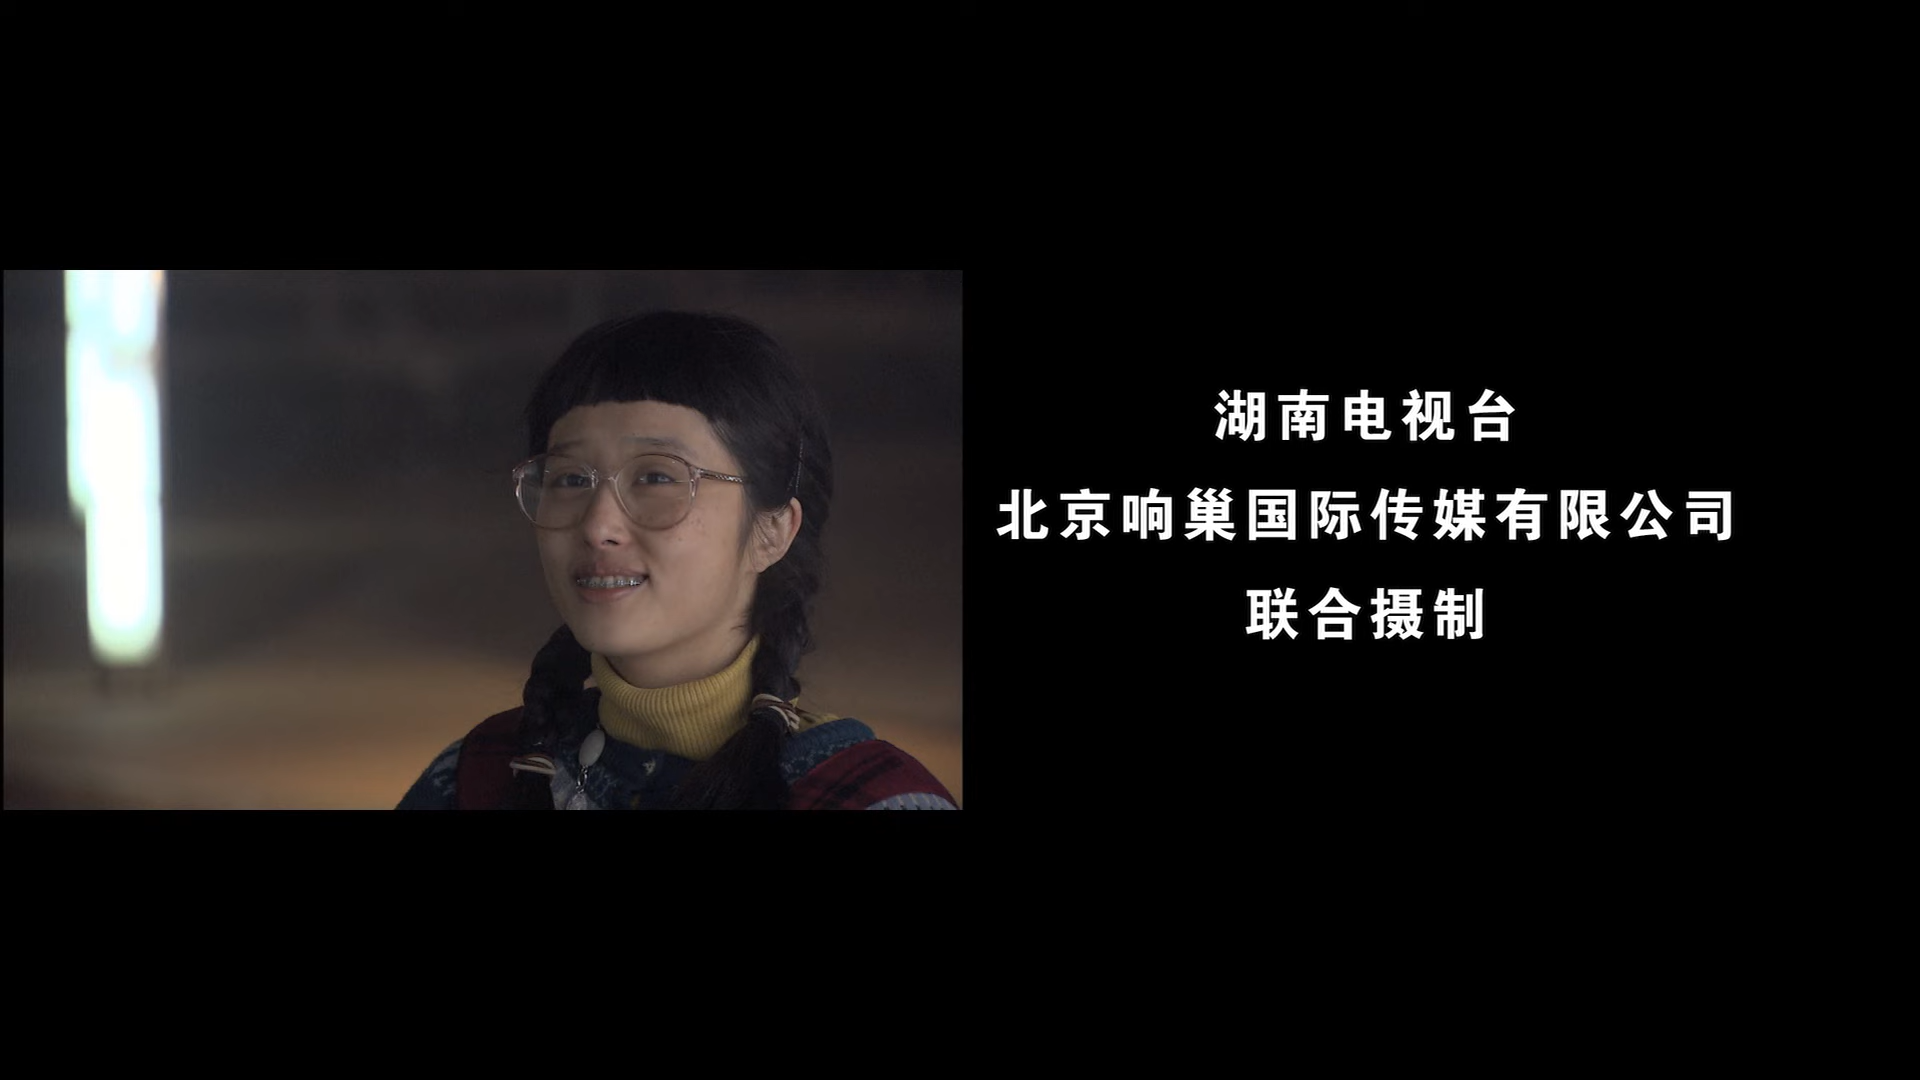 湖南电视台
北京响巢国际传媒有限公司
联合摄制